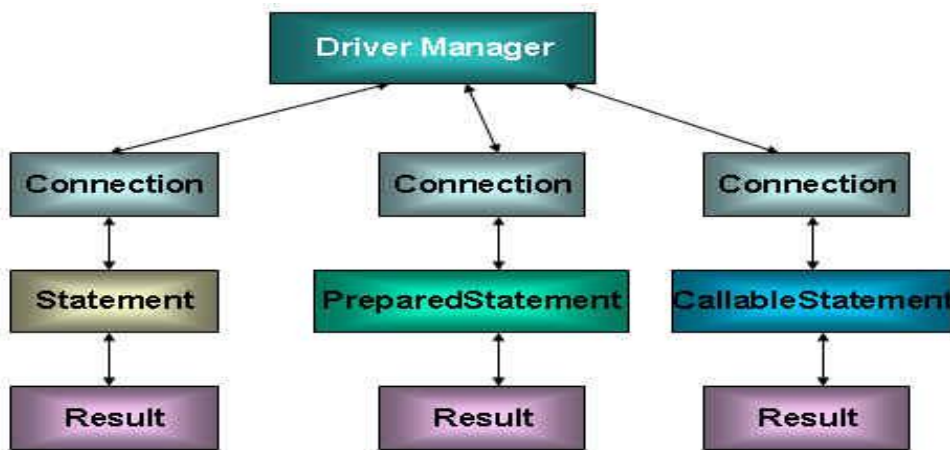 Driver Manager
Connection
Connection
Connection
Statement
PreparedStatement
CallableStatement
Result
Result
Result